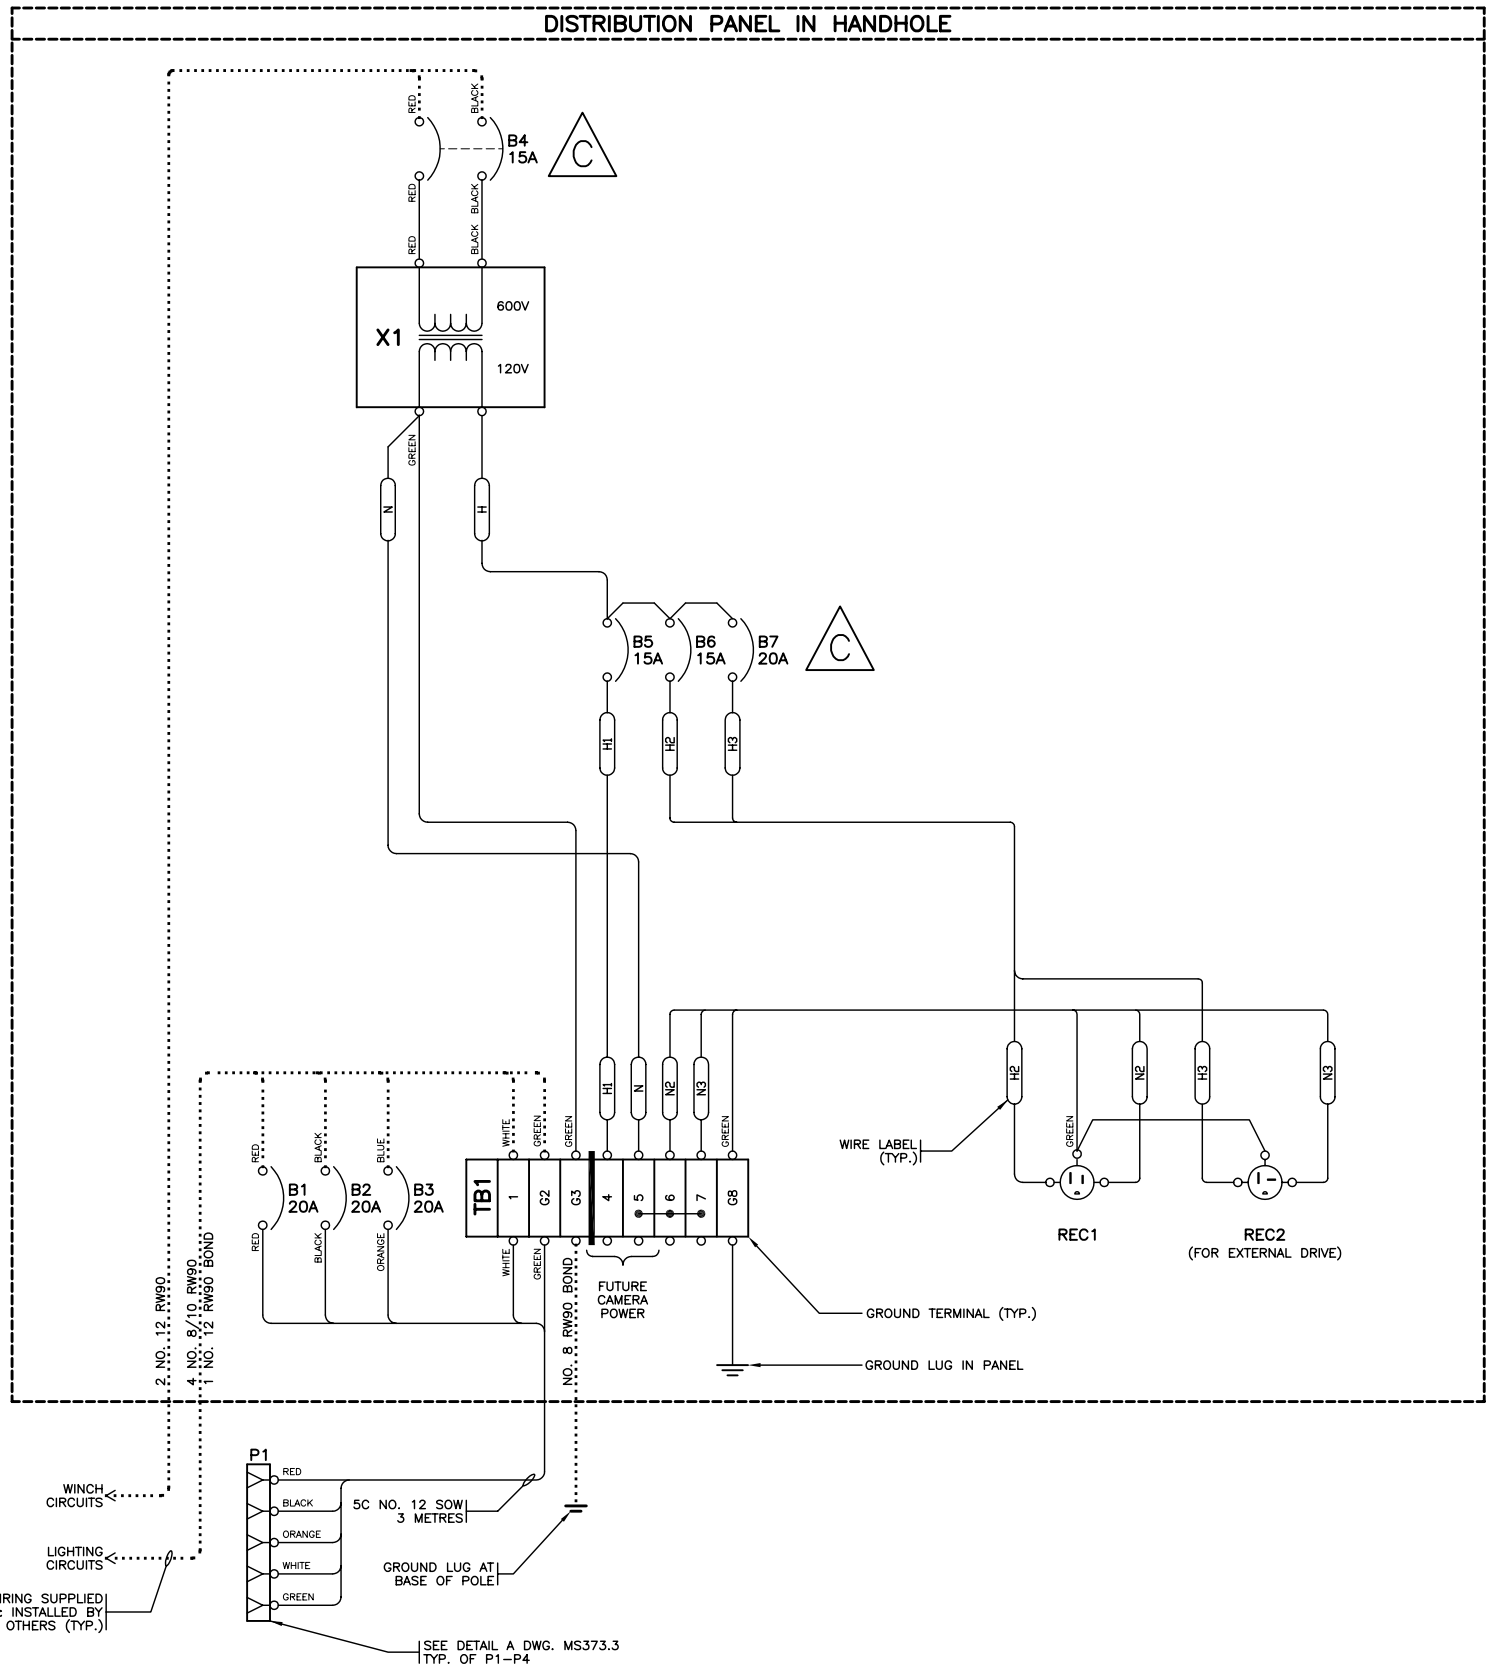 DISTRIBUTION PANEL IN HANDHOLE
RED
BLACK
B4
15A
C
RED
BLACK
RED
BLACK
X1
600V
120V
GREEN
N
H
B5
15A
B6
15A
B7
20A
C
H1
H2
H3
H1
N
N2
N3
H2
N2
H3
N3
WHITE
GREEN
GREEN
GREEN
GREEN
WIRE LABEL
(TYP.)
RED
BLACK
BLUE
B1
20A
B2
20A
B3
20A
TB1
1
G2
G3
4
5
6
7
G8
REC1
REC2
(FOR EXTERNAL DRIVE)
RED
BLACK
ORANGE
WHITE
GREEN
FUTURE
CAMERA
POWER
GROUND TERMINAL (TYP.)
GROUND LUG IN PANEL
2 NO. 12 RW90
4 NO. 8/10 RW90
1 NO. 12 RW90 BOND
NO. 8 RW90 BOND
WINCH
CIRCUITS
LIGHTING
CIRCUITS
P1
RED
BLACK
ORANGE
WHITE
GREEN
5C NO. 12 SOW
3 METRES
GROUND LUG AT
BASE OF POLE
IRING SUPPLIED
INSTALLED BY
OTHERS (TYP.)
SEE DETAIL A DWG. MS373.3
TYP. OF P1-P4